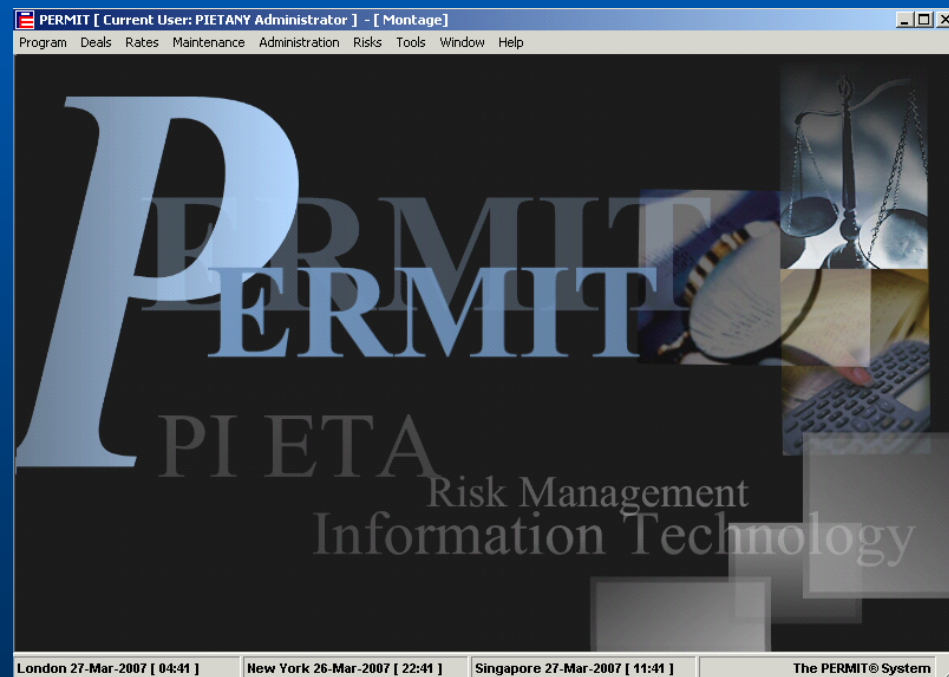 PERMIT [ Current User: PIETANY Administrator ] - [ Montage]
Program Deals Rates Maintenance Administration Risks Tools Window Help
P
ERMIT
ERMIT
PI ETA
Risk Management
Information Technology
London 27-Mar-2007 [ 04:41 ] New York 26-Mar-2007 [ 22:41 ] Singapore 27-Mar-2007 [ 11:41 ] The PERMIT® System